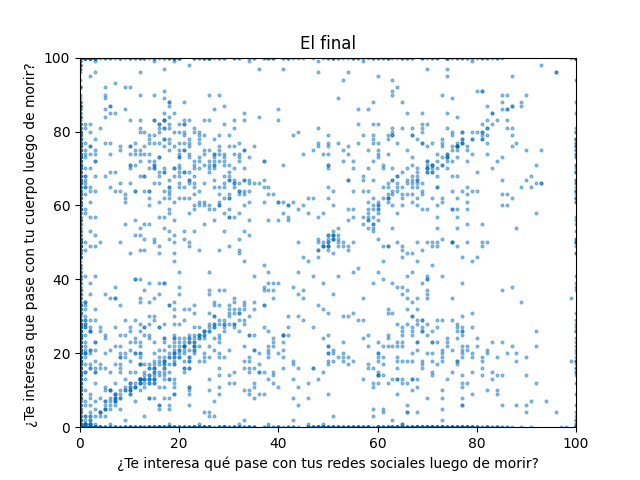 El final
100
80
60
40
20
0
0 20 40 60 80 100
¿Te interesa que pase con tu cuerpo luego de morir?
¿Te interesa qué pase con tus redes sociales luego de morir?